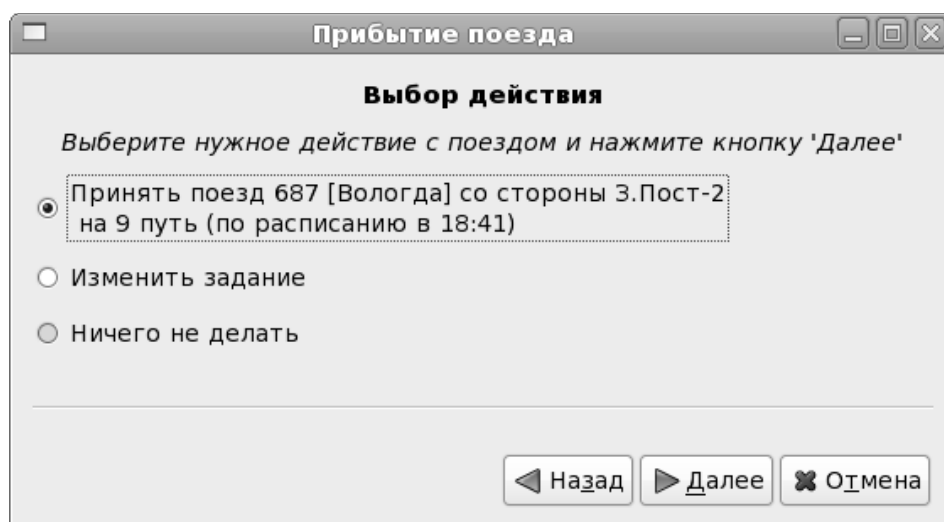 Прибытие поезда
Выбор действия
Выберите нужное действие с поездом и нажмите кнопку 'Далее'
Принять поезд 687 [Вологда] со стороны З.Пост-2
на 9 путь (по расписанию в 18:41)
Изменить задание
Ничего не делать
Назад Далее Отмена